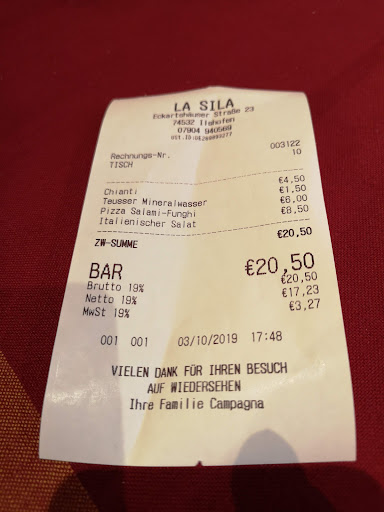 LA SILA
Eckartshäuser Straße 23
74532 Ilshofen
07904 940569
Rechnungs-Nr. 003122
TISCH 10
Chianti €4,50
Teusser Mineralwasser €1,50
Pizza Salami-Funghi €6,00
Italienischer Salat €8,50
ZW-SUMME €20,50
BAR €20,50
Brutto 19% €20,50
Netto 19% €17,23
MwSt 19% €3,27
001 001 03/10/2019 17:48
VIELEN DANK FÜR IHREN BESUCH
AUF WIEDERSEHEN
Ihre Familie Campagna